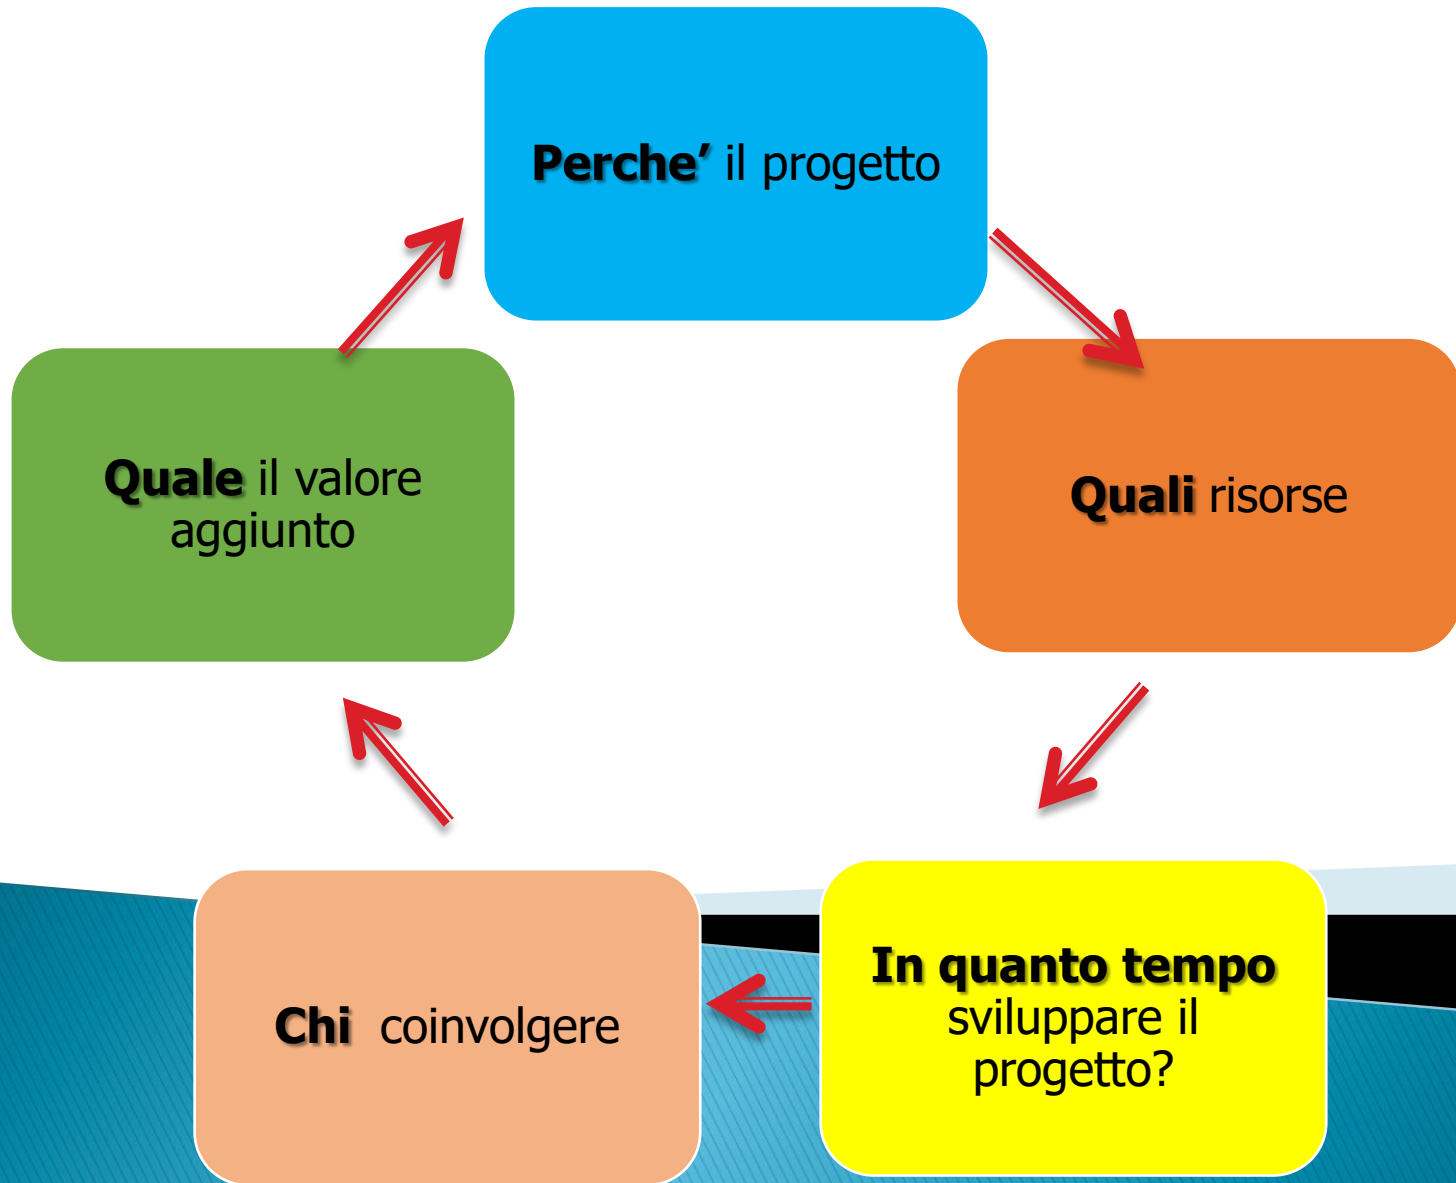 Perche’ il progetto
Quali risorse
In quanto tempo
sviluppare il
progetto?
Chi  coinvolgere
Quale il valore
aggiunto